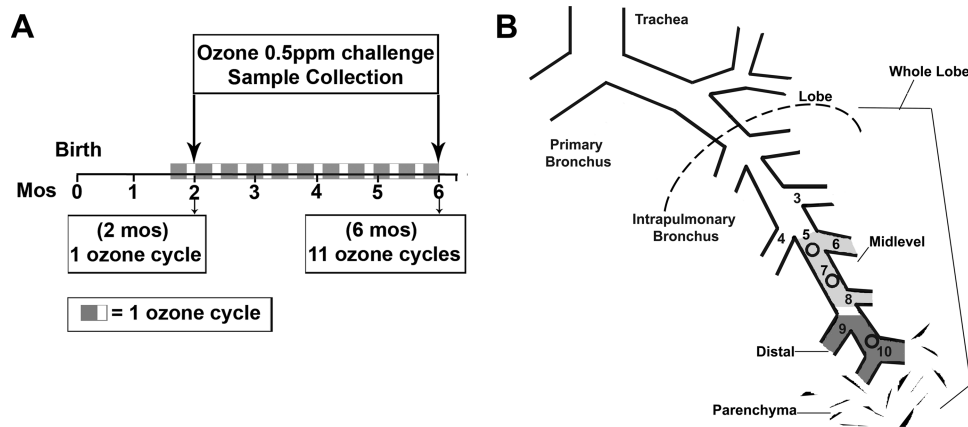 A
Ozone 0.5ppm challenge
Sample Collection
Birth
Mos 0 1 2 3 4 5 6
(2 mos)
1 ozone cycle
(6 mos)
11 ozone cycles
= 1 ozone cycle
B
Trachea
Whole Lobe
Lobe
Primary
Bronchus
Intrapulmonary
Bronchus
3
4
5
6
Midlevel
7
8
9
10
Distal
Parenchyma